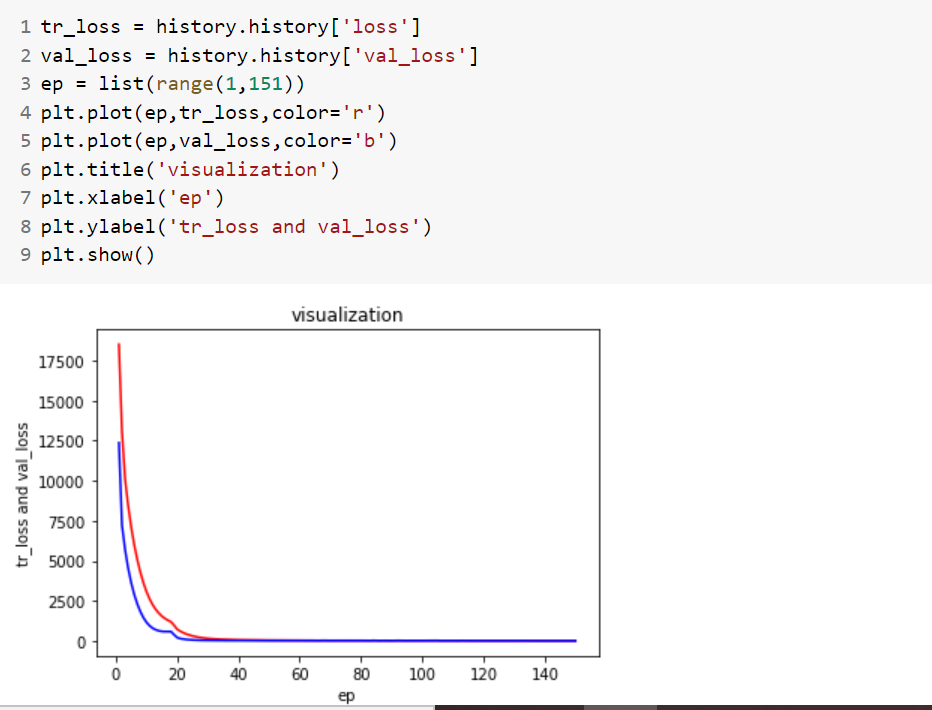 1 tr_loss = history.history['loss']
2 val_loss = history.history['val_loss']
3 ep = list(range(1,151))
4 plt.plot(ep,tr_loss,color='r')
5 plt.plot(ep,val_loss,color='b')
6 plt.title('visualization')
7 plt.xlabel('ep')
8 plt.ylabel('tr_loss and val_loss')
9 plt.show()
visualization
tr_loss and val_loss
17500
15000
12500
10000
7500
5000
2500
0
0 20 40 60 80 100 120 140
ep